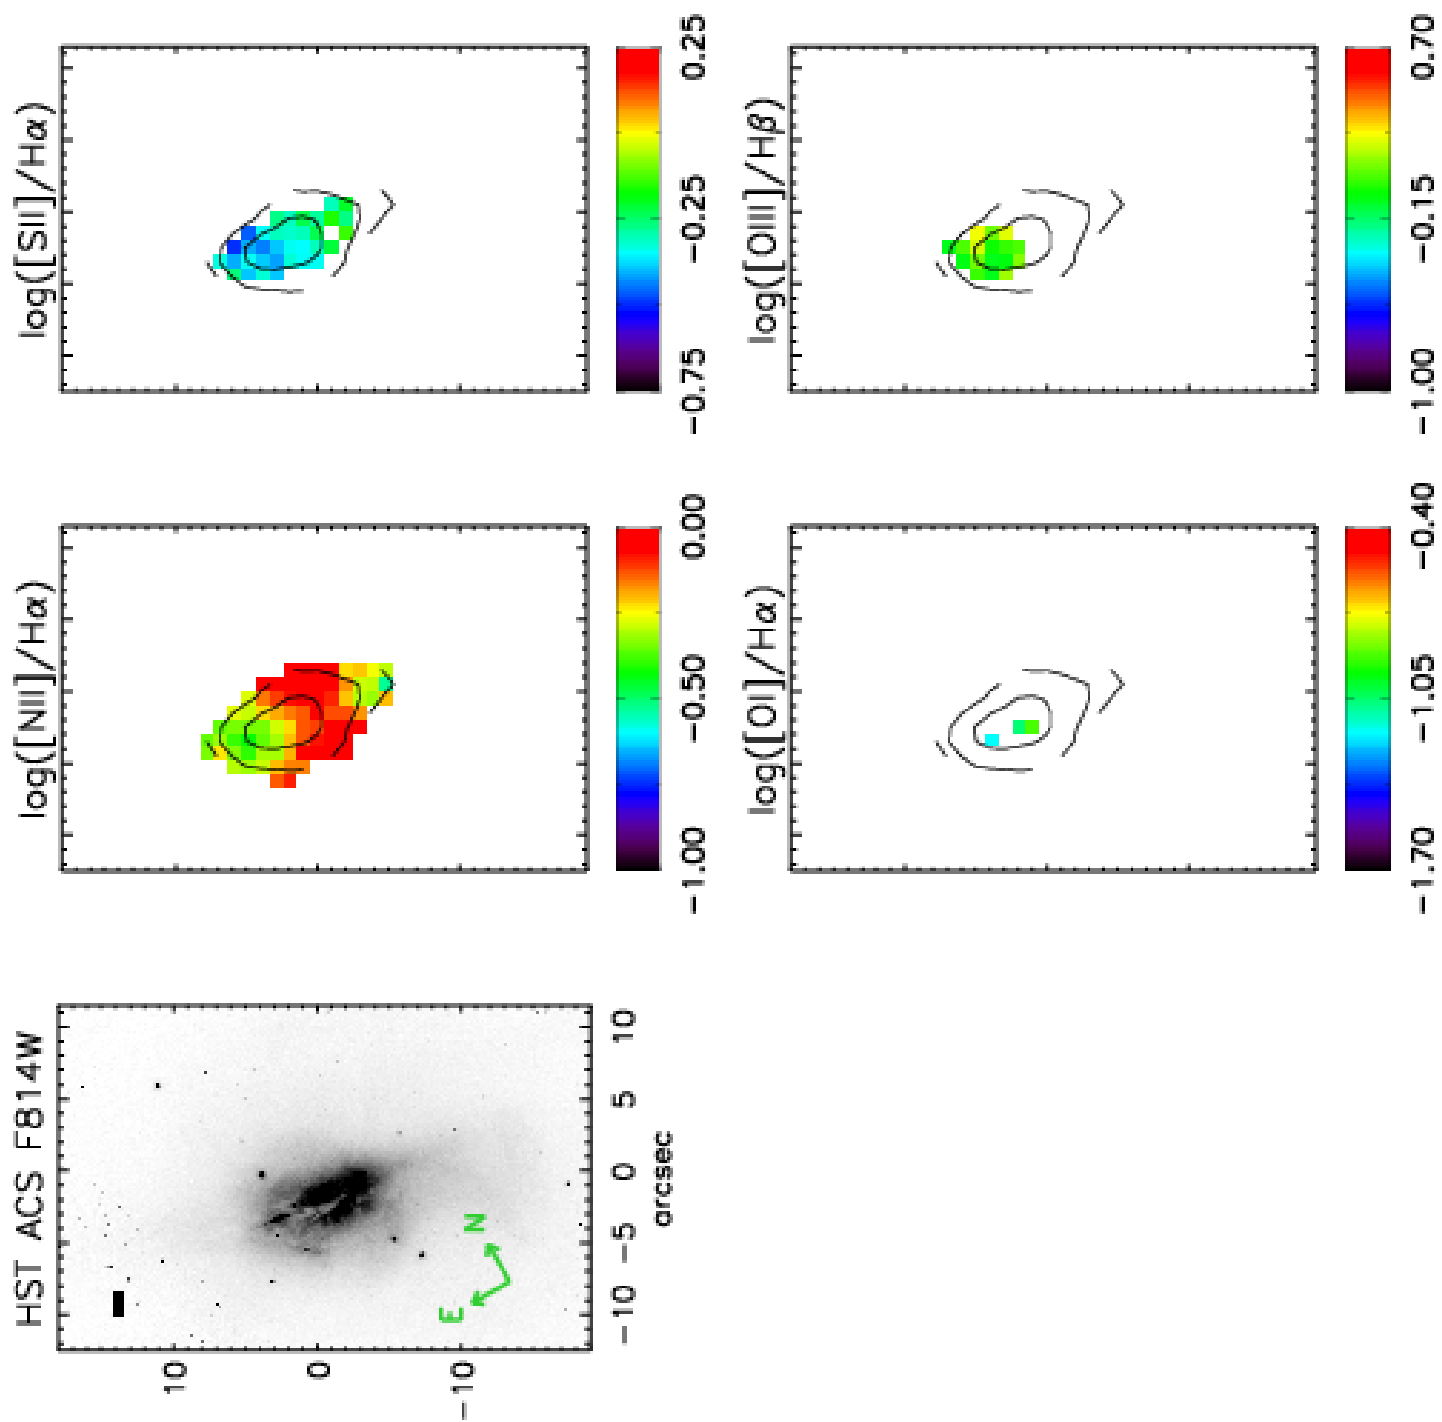 HST ACS F814W
10
0
−10
−10 −5 0 5 10
arcsec
E
N
log([NII]/Hα)
−1.00 −0.50 0.00
log([SII]/Hα)
−0.75 −0.25 0.25
log([OI]/Hα)
−1.70 −1.05 −0.40
log([OIII]/Hβ)
−1.00 −0.15 0.70